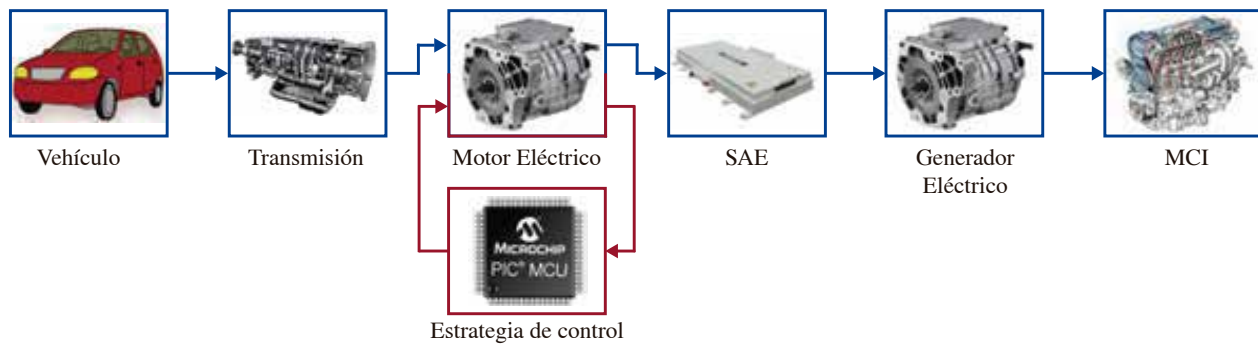 Vehículo
Transmisión
Motor Eléctrico
SAE
Generador
Eléctrico
MCI
MICROCHIP
PIC® MCU
Estrategia de control